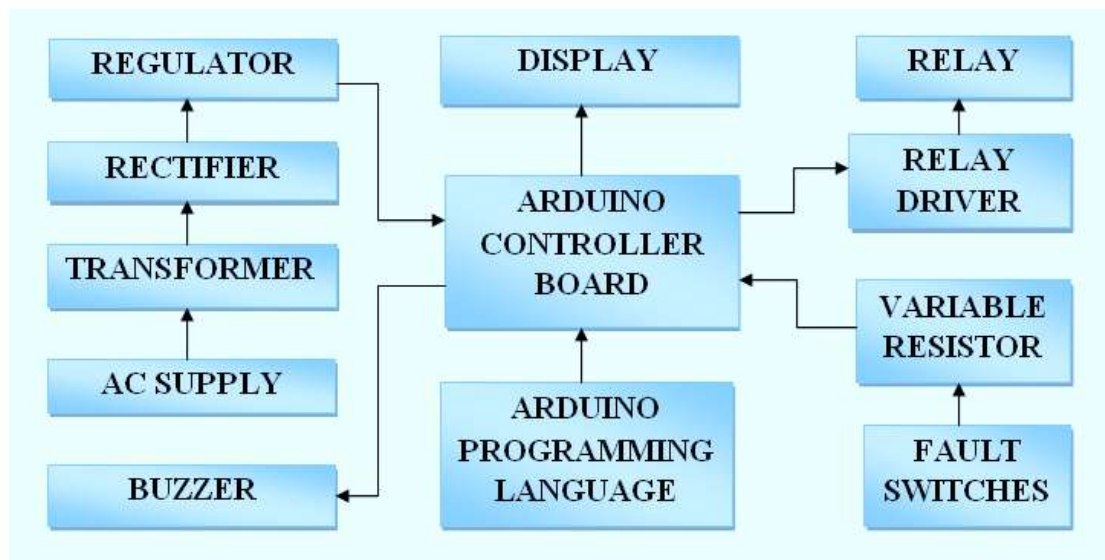 REGULATOR
RECTIFIER
TRANSFORMER
AC SUPPLY
BUZZER
DISPLAY
ARDUINO
CONTROLLER
BOARD
ARDUINO
PROGRAMMING
LANGUAGE
RELAY
RELAY
DRIVER
VARIABLE
RESISTOR
FAULT
SWITCHES